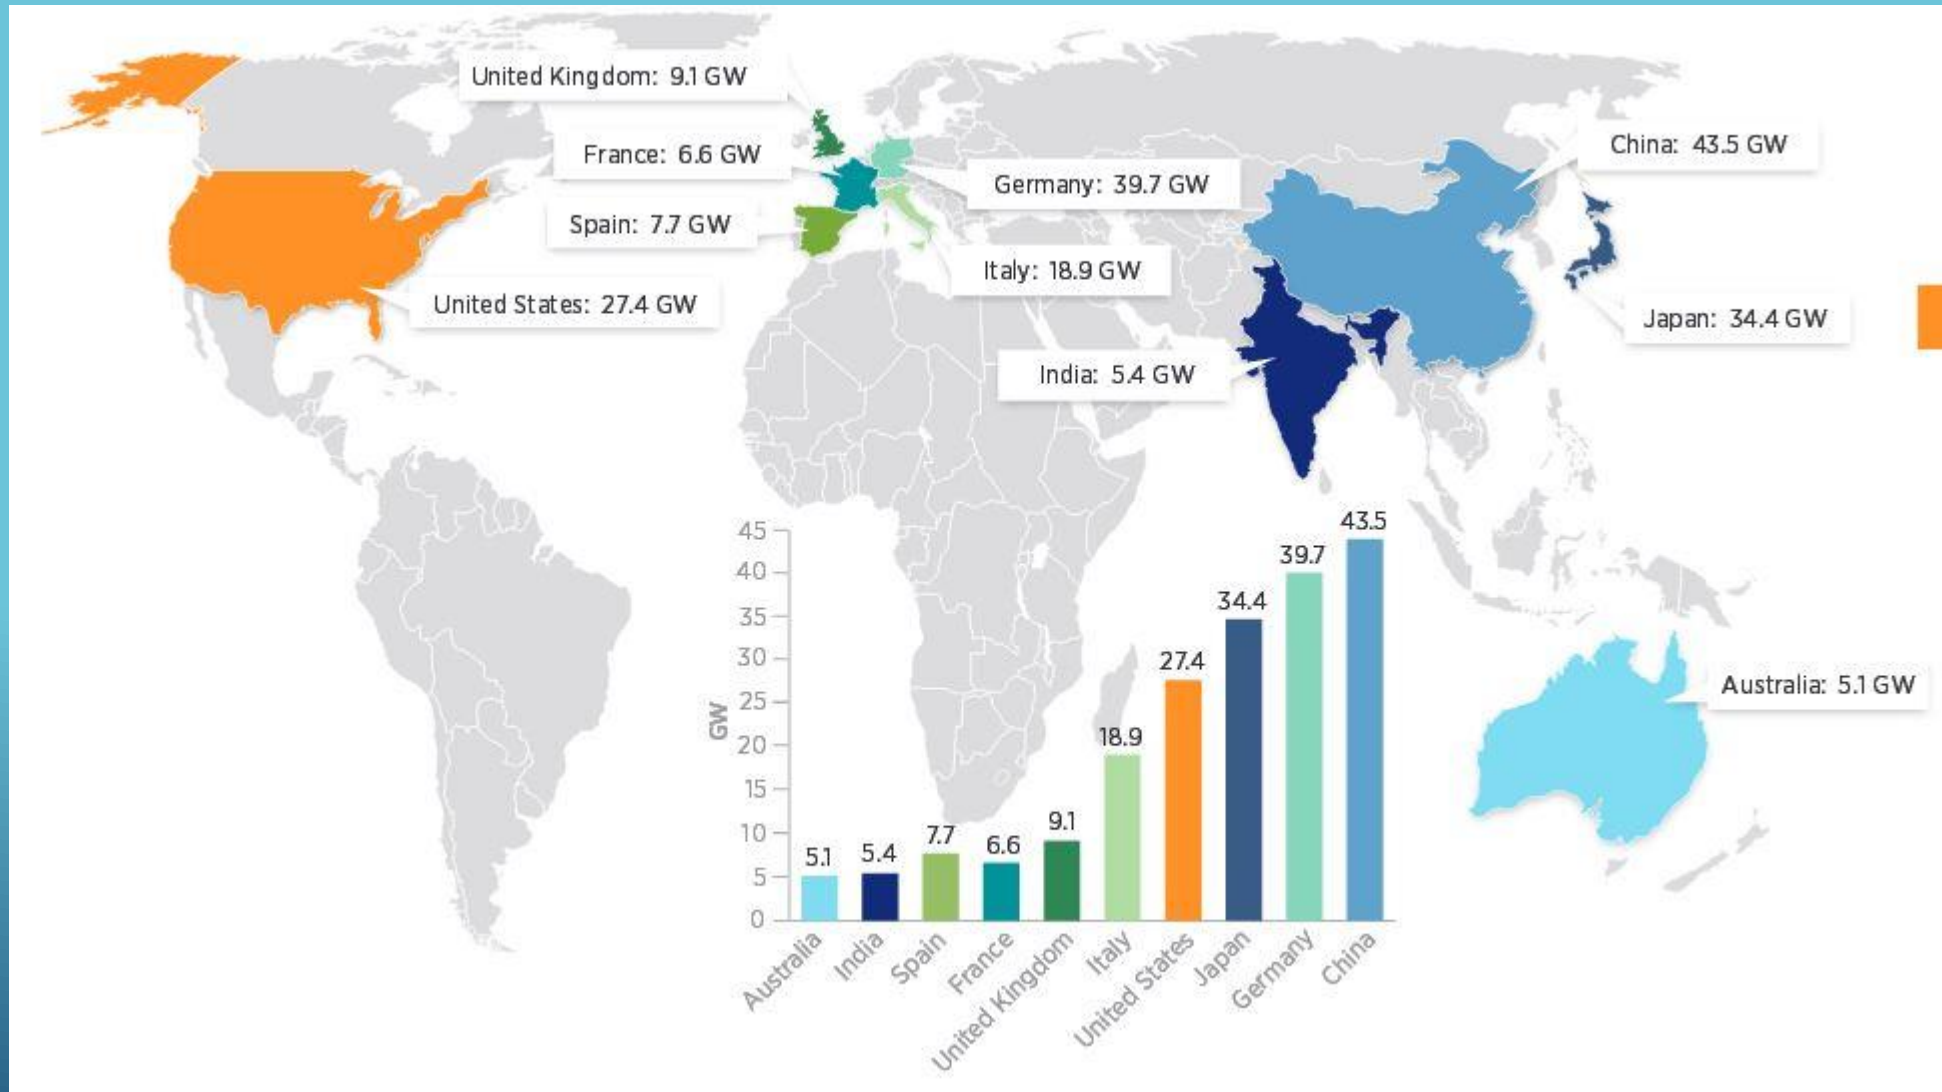 United Kingdom: 9.1 GW
France: 6.6 GW
Spain: 7.7 GW
United States: 27.4 GW
Germany: 39.7 GW
Italy: 18.9 GW
India: 5.4 GW
China: 43.5 GW
Japan: 34.4 GW
Australia: 5.1 GW
GW
45
40
35
30
25
20
15
10
5
0
5.1
5.4
7.7
6.6
9.1
18.9
27.4
34.4
39.7
43.5
Australia
India
Spain
France
United Kingdom
Italy
United States
Japan
Germany
China